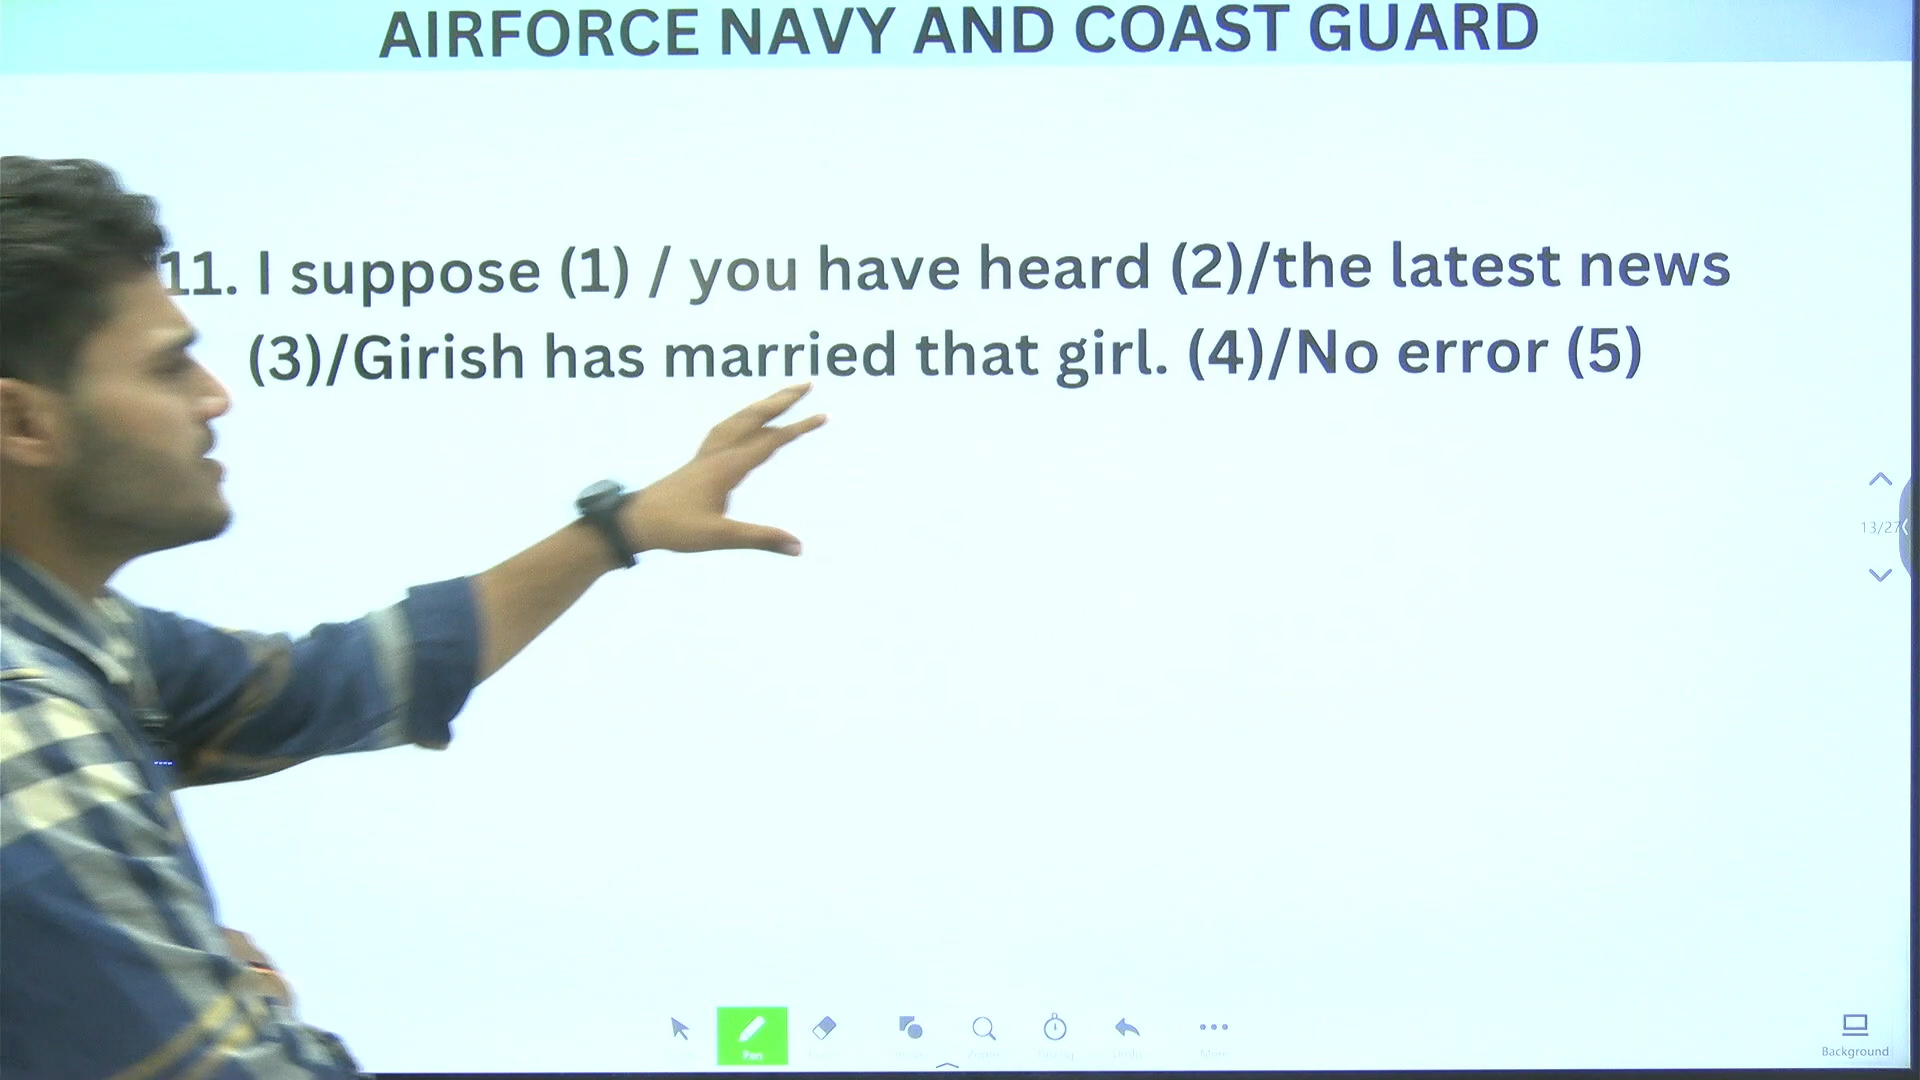 AIRFORCE NAVY AND COAST GUARD
11. I suppose (1) / you have heard (2)/the latest news
(3)/Girish has married that girl. (4)/No error (5)
13/27
Pen
Background